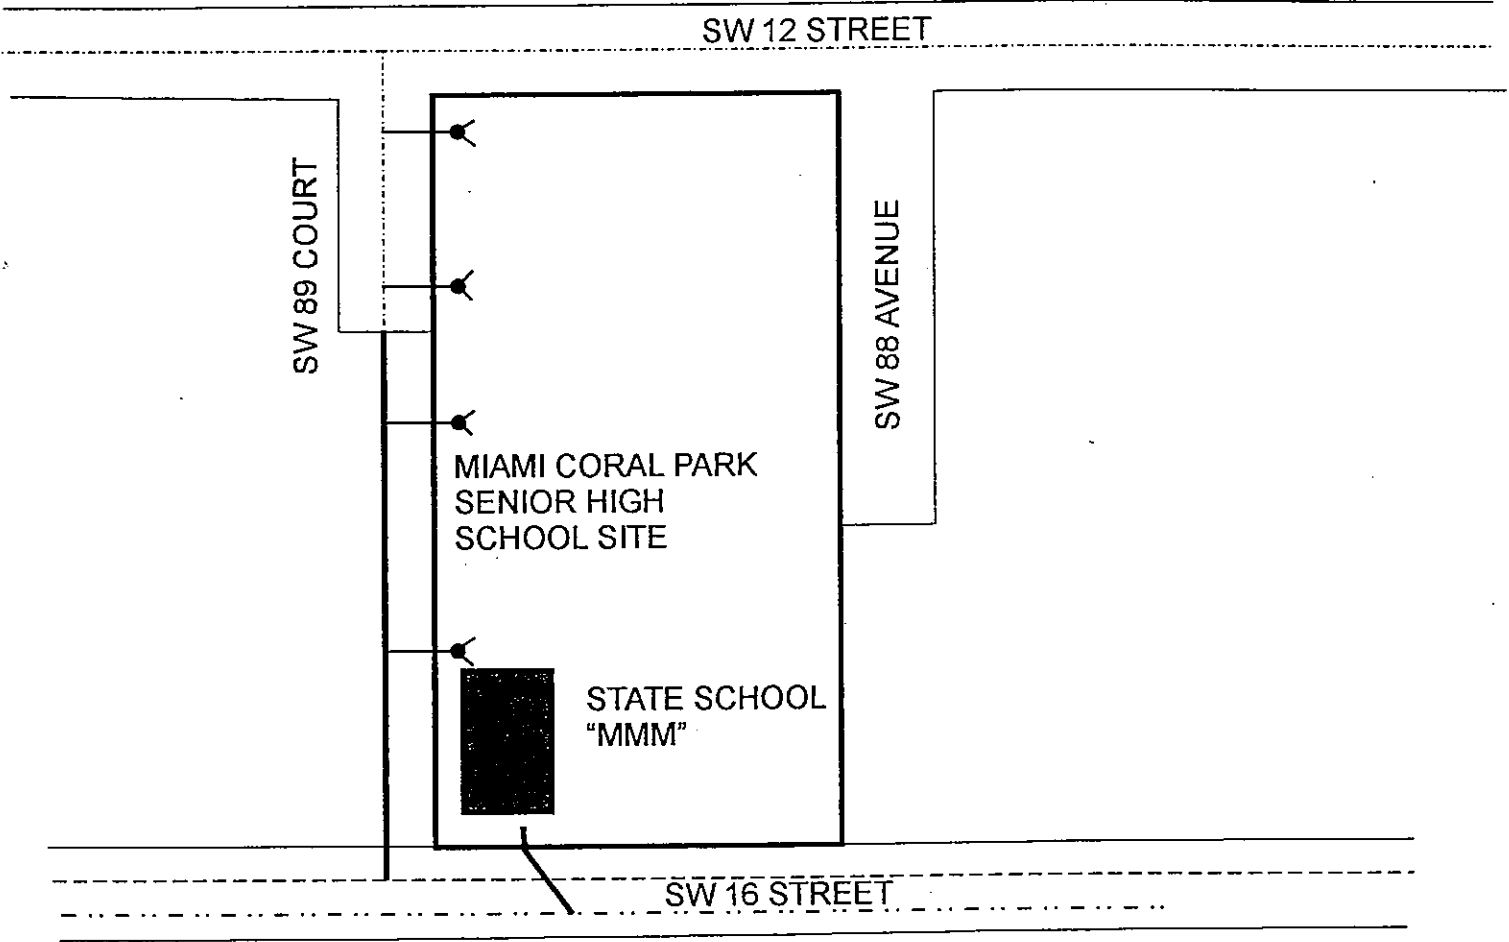 SW 12 STREET
SW 89 COURT
SW 88 AVENUE
MIAMI CORAL PARK
SENIOR HIGH
SCHOOL SITE
STATE SCHOOL
“MMM”
SW 16 STREET